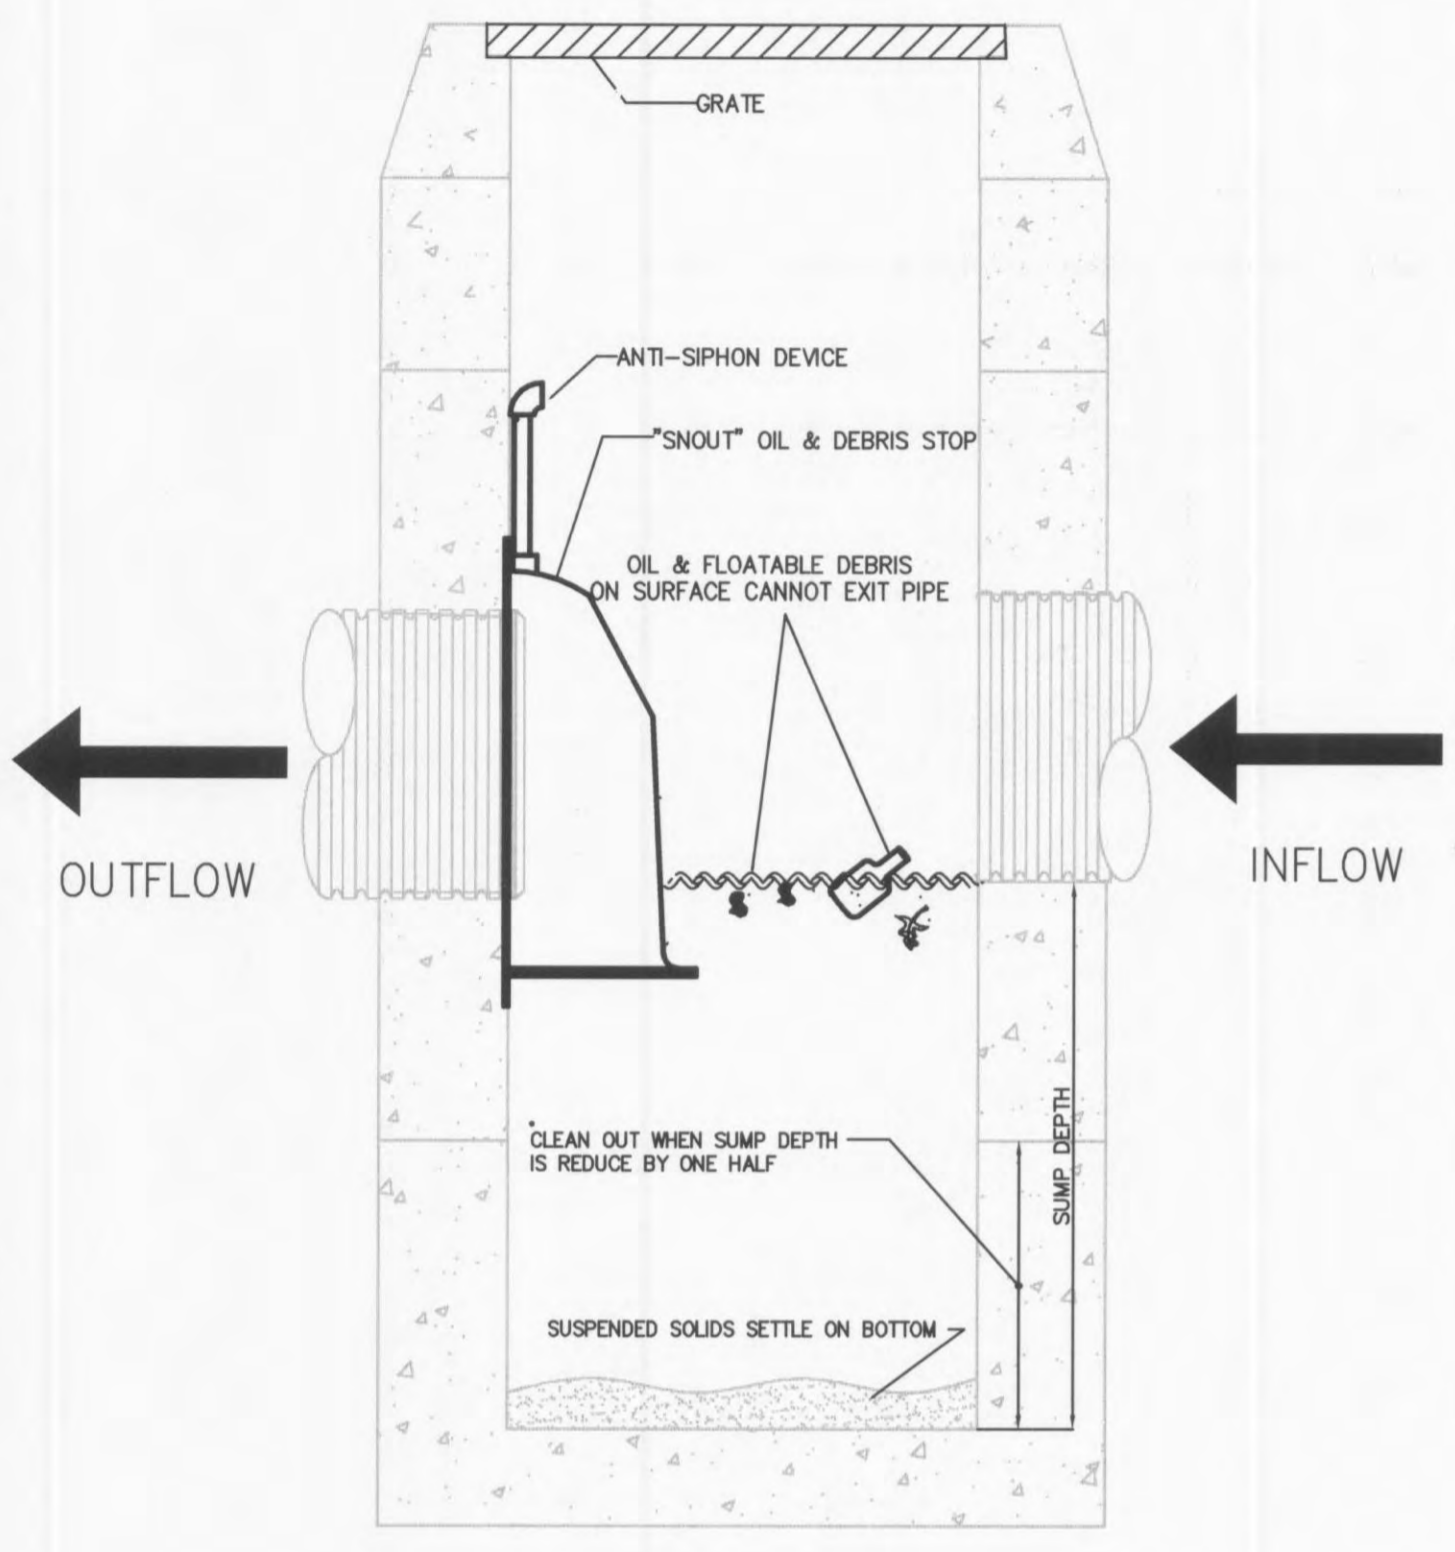 GRATE
ANTI-SIPHON DEVICE
"SNOUT" OIL & DEBRIS STOP
OIL & FLOATABLE DEBRIS
ON SURFACE CANNOT EXIT PIPE
OUTFLOW
INFLOW
SUMP DEPTH
CLEAN OUT WHEN SUMP DEPTH
IS REDUCE BY ONE HALF
SUSPENDED SOLIDS SETTLE ON BOTTOM